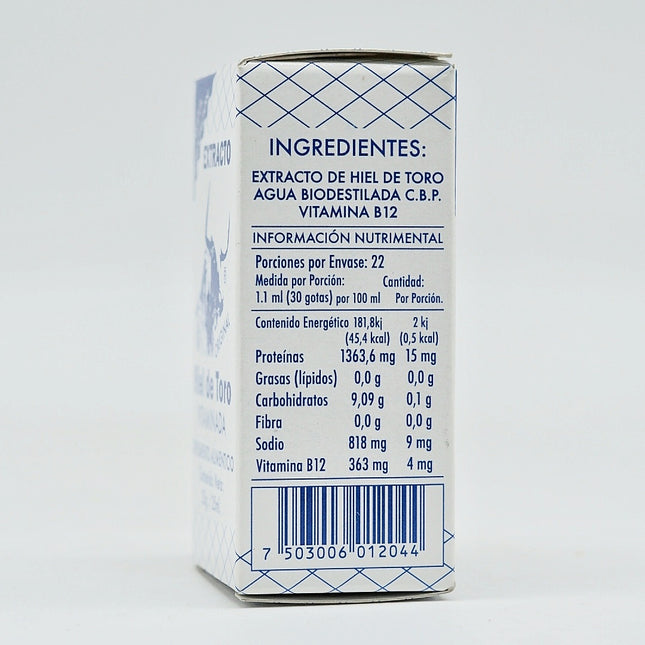 INGREDIENTES:
EXTRACTO DE HIEL DE TORO
AGUA BIODESTILADA C.B.P.
VITAMINA B12
INFORMACIÓN NUTRIMENTAL
Porciones por Envase: 22
Medida por Porción: Cantidad:
1.1 ml (30 gotas) por 100 ml Por Porción.
Contenido Energético 181,8kj 2 kj
(45,4 kcal) (0,5 kcal)
Proteínas 1363,6 mg 15 mg
Grasas (lípidos) 0,0 g 0,0 g
Carbohidratos 9,09 g 0,1 g
Fibra 0,0 g 0,0 g
Sodio 818 mg 9 mg
Vitamina B12 363 mg 4 mg
7 503006 012044
EXTRACTO
ORIGINAL
Hiel de Toro